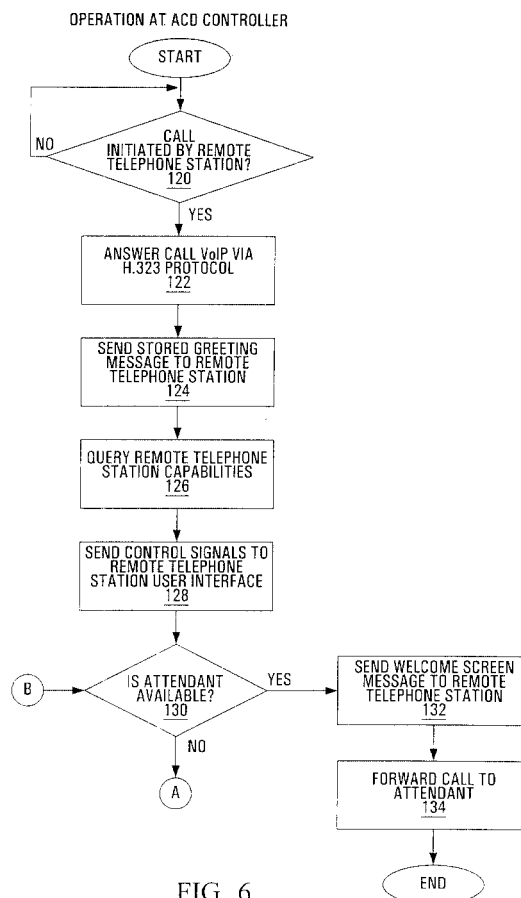 OPERATION AT ACD CONTROLLER
START
CALL
INITIATED BY REMOTE
TELEPHONE STATION?
120
NO
YES
ANSWER CALL VoIP VIA
H.323 PROTOCOL
122
SEND STORED GREETING
MESSAGE TO REMOTE
TELEPHONE STATION
124
QUERY REMOTE TELEPHONE
STATION CAPABILITIES
126
SEND CONTROL SIGNALS TO
REMOTE TELEPHONE
STATION USER INTERFACE
128
B
IS ATTENDANT
AVAILABLE?
130
YES
NO
A
SEND WELCOME SCREEN
MESSAGE TO REMOTE
TELEPHONE STATION
132
FORWARD CALL TO
ATTENDANT
134
END
FIG. 6